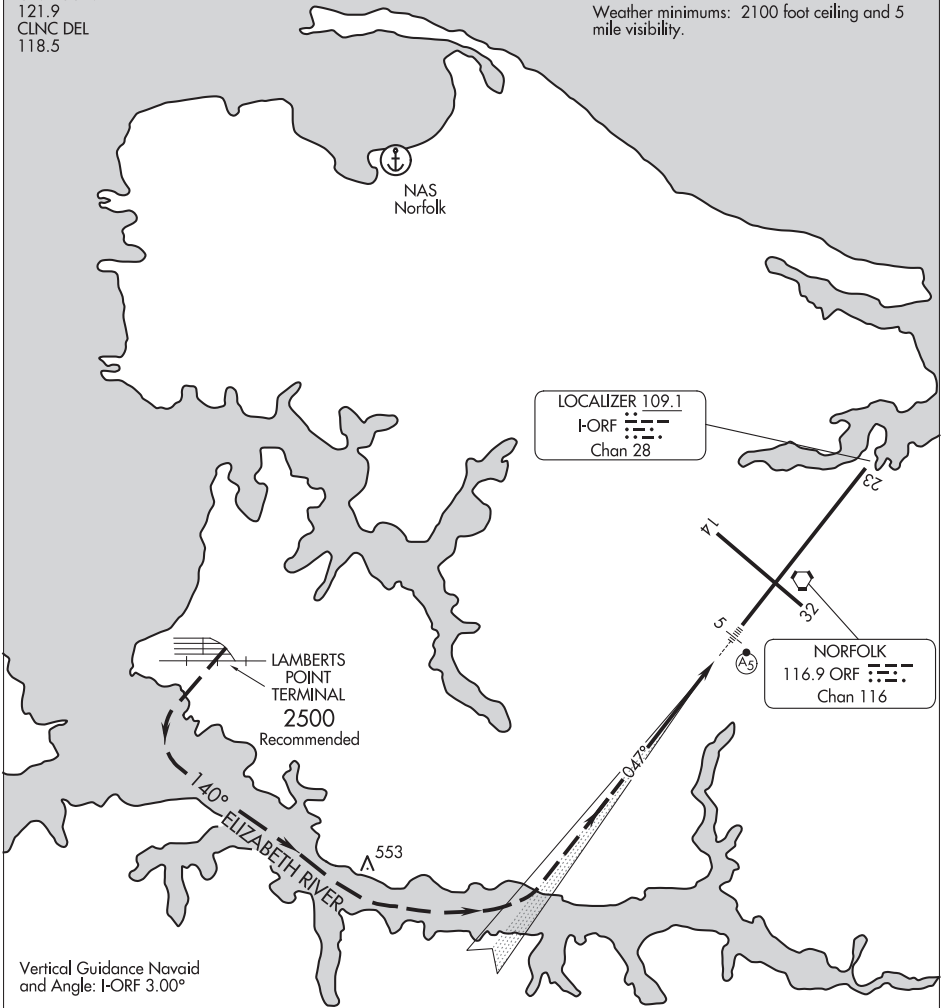 121.9
CLNC DEL
118.5
Weather minimums: 2100 foot ceiling and 5
mile visibility.
NAS
Norfolk
LOCALIZER 109.1
I-ORF
Chan 28
23
14
32
5
A5
NORFOLK
116.9 ORF
Chan 116
LAMBERTS
POINT
TERMINAL
2500
Recommended
047°
140°
ELIZABETH RIVER
553
Vertical Guidance Navaid
and Angle: I-ORF 3.00°